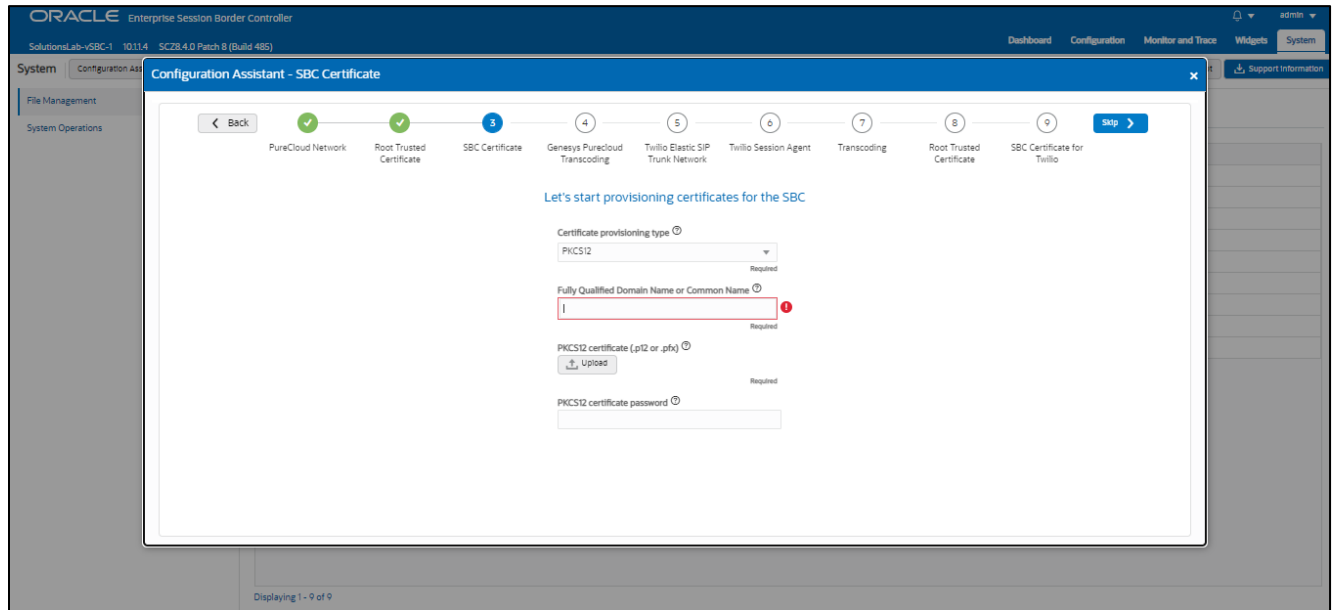 ORACLE Enterprise Session Border Controller
admin
SolutionsLab-vSBC-1 10.1.1.4 SCZ8.4.0 Patch 8 (Build 485)
Dashboard Configuration Monitor and Trace Widgets System
System Configuration Ass
Support Information
Configuration Assistant - SBC Certificate
×
File Management
System Operations
Back
3 4 5 6 7 8 9
Skip
PureCloud Network
Root Trusted Certificate
SBC Certificate
Genesys Purecloud Transcoding
Twilio Elastic SIP Trunk Network
Twilio Session Agent
Transcoding
Root Trusted Certificate
SBC Certificate for Twilio
Let's start provisioning certificates for the SBC
Certificate provisioning type
PKCS12
Required
Fully Qualified Domain Name or Common Name
Required
PKCS12 certificate (.p12 or .pfx)
Upload
Required
PKCS12 certificate password
Displaying 1 - 9 of 9